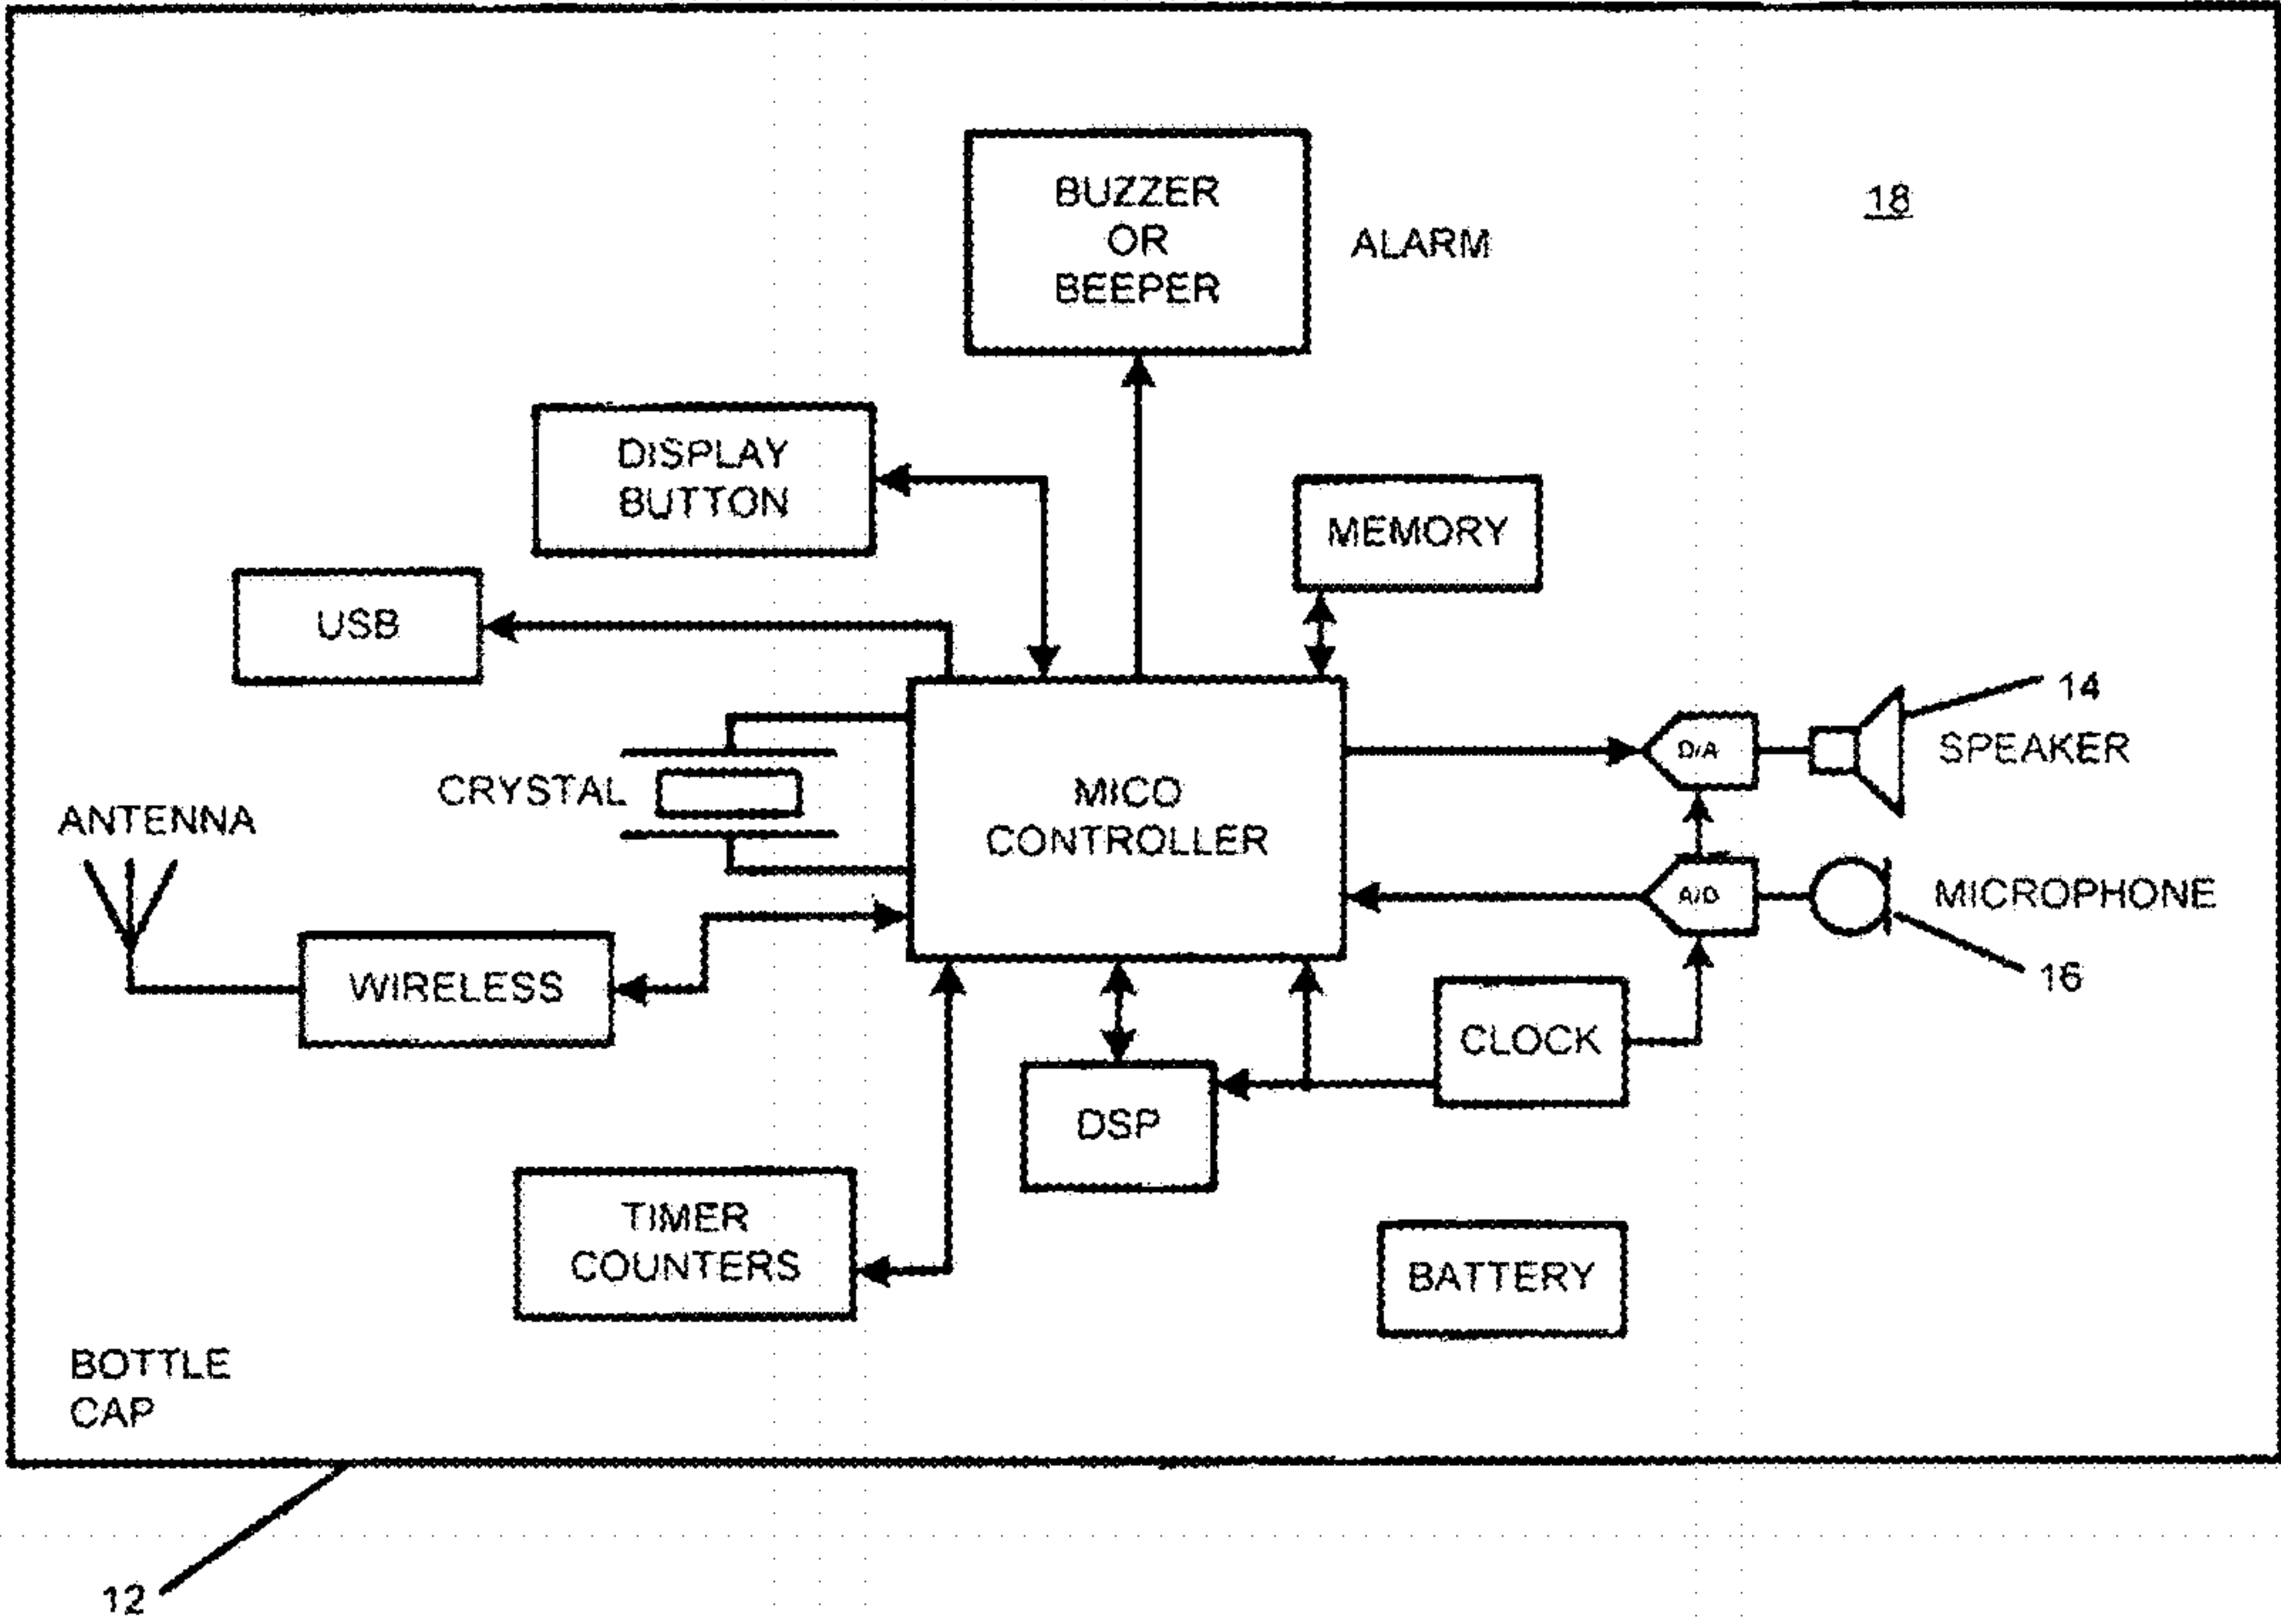 BUZZER
OR
BEEPER
ALARM
18
DISPLAY
BUTTON
MEMORY
USB
14
D/A
SPEAKER
CRYSTAL
MICO
CONTROLLER
ANTENNA
A/D
MICROPHONE
16
WIRELESS
CLOCK
DSP
TIMER
COUNTERS
BATTERY
BOTTLE
CAP
12